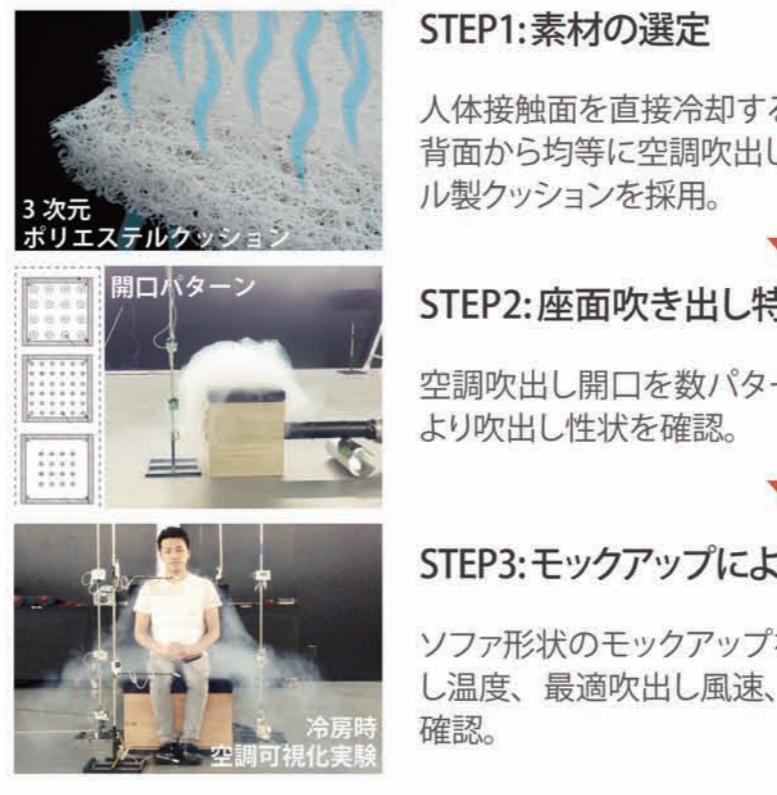 3 次元
ポリエステルクッション
開口パターン
冷房時
空調可視化実験
STEP1:素材の選定
人体接触面を直接冷却する
背面から均等に空調吹出し
ル製クッションを採用。
STEP2:座面吹き出し特
空調吹出し開口を数パター
より吹出し性状を確認。
STEP3:モックアップによ
ソファ形状のモックアップを
し温度、最適吹出し風速、
確認。